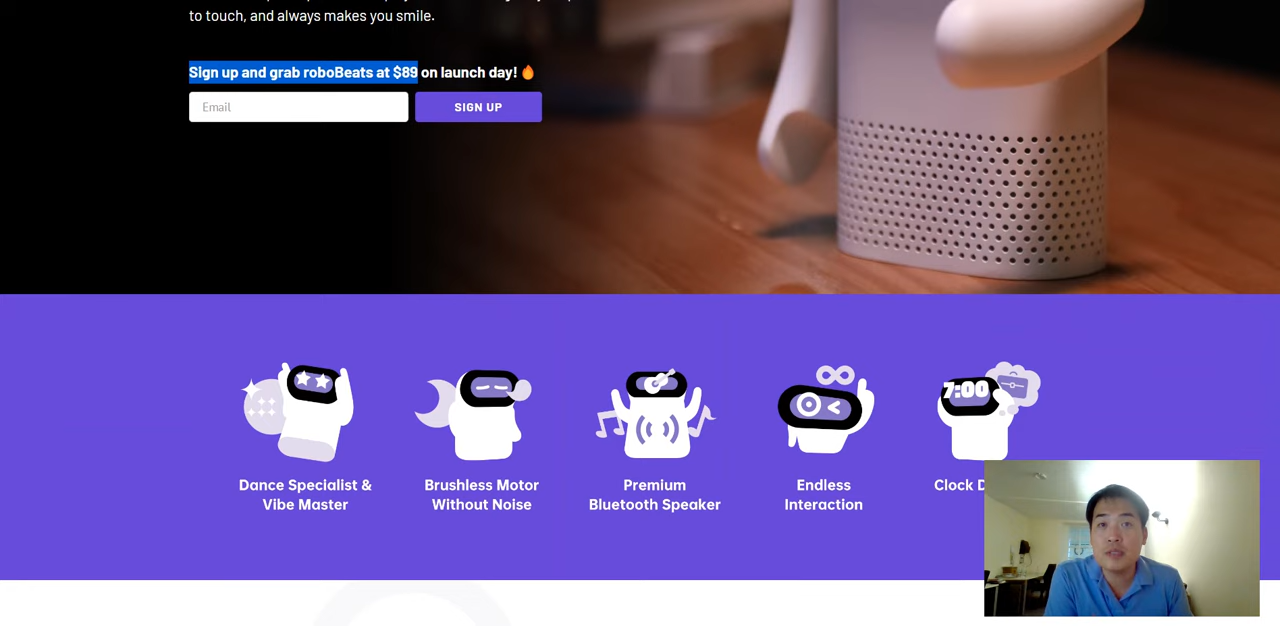 to touch, and always makes you smile.
Sign up and grab roboBeats at $89 on launch day!
Email
SIGN UP
7:00
Dance Specialist &
Vibe Master
Brushless Motor
Without Noise
Premium
Bluetooth Speaker
Endless
Interaction
Clock